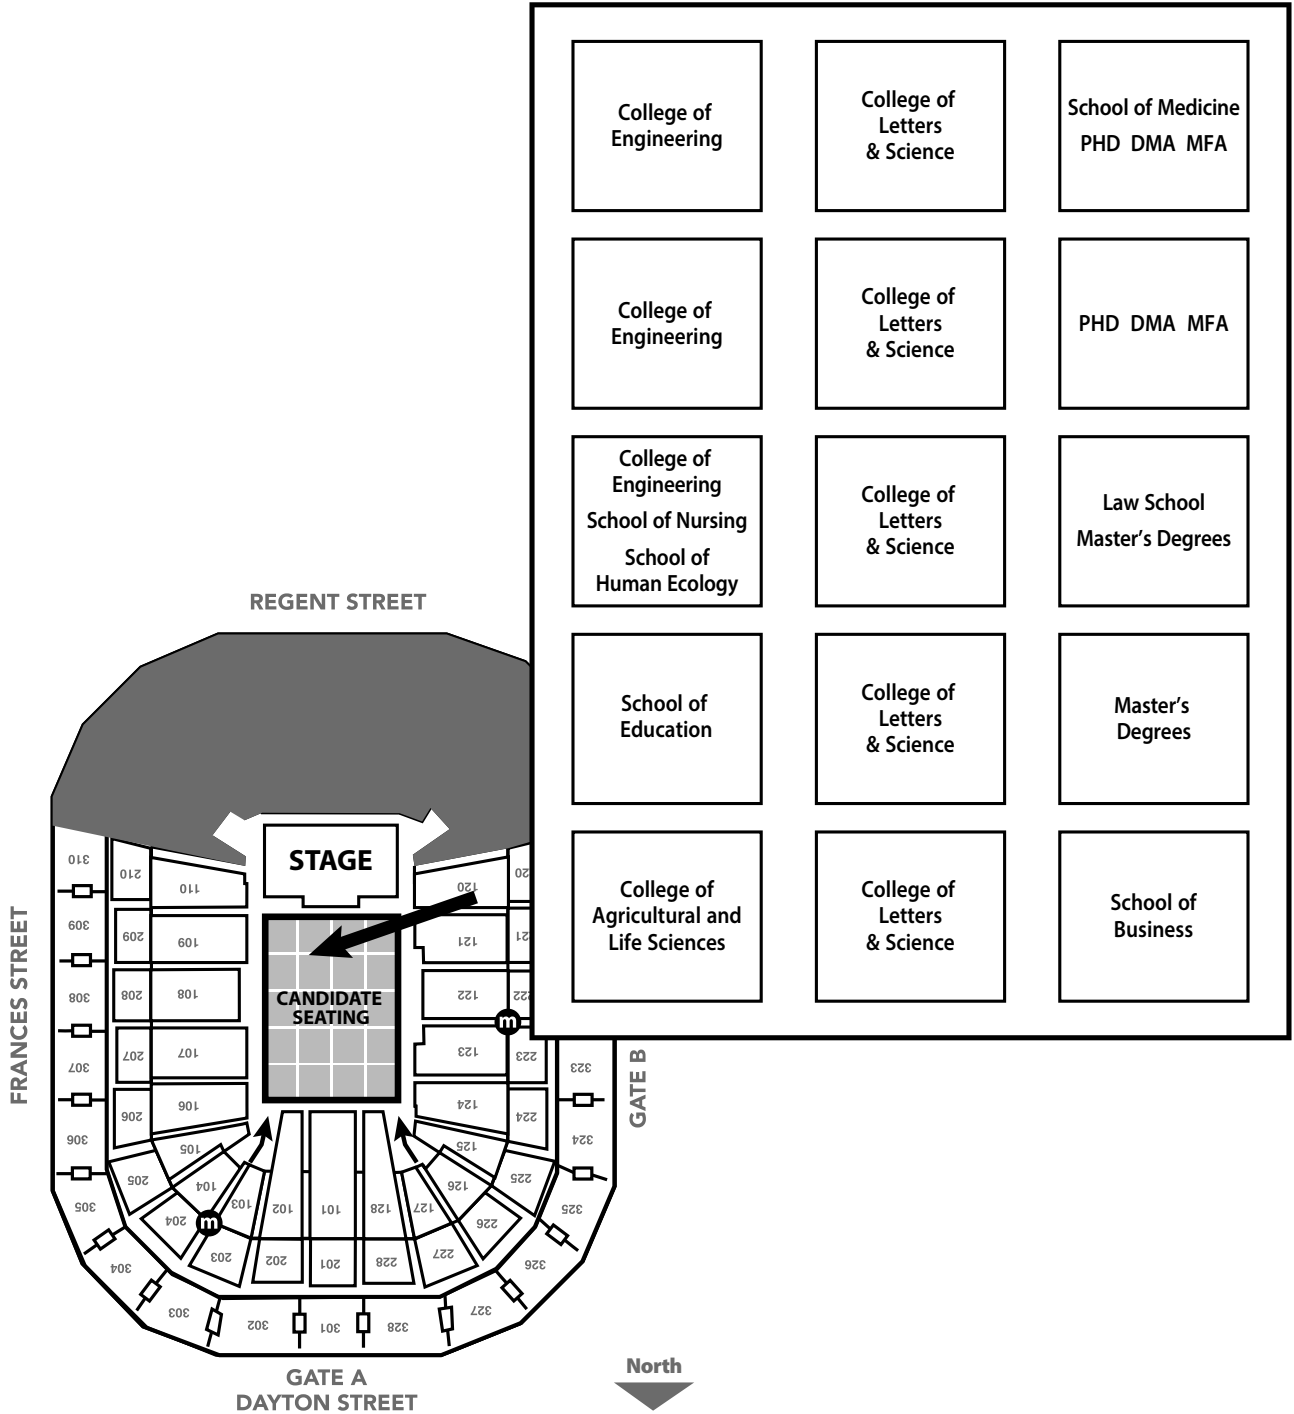 College of
Engineering
College of
Letters
& Science
School of Medicine
PHD DMA MFA
College of
Engineering
College of
Letters
& Science
PHD DMA MFA
College of
Engineering
School of Nursing
School of
Human Ecology
College of
Letters
& Science
Law School
Master's Degrees
School of
Education
College of
Letters
& Science
Master's
Degrees
College of
Agricultural and
Life Sciences
College of
Letters
& Science
School of
Business
REGENT STREET
STAGE
CANDIDATE
SEATING
FRANCES STREET
GATE B
310
210
110
120
20
309
209
109
121
21
308
208
108
122
222
m
307
207
107
123
223
323
306
206
106
124
224
324
305
205
105
125
225
325
304
204
104
126
226
326
m
303
203
103
127
227
327
302
202
102
128
228
328
301
201
101
GATE A
DAYTON STREET
North